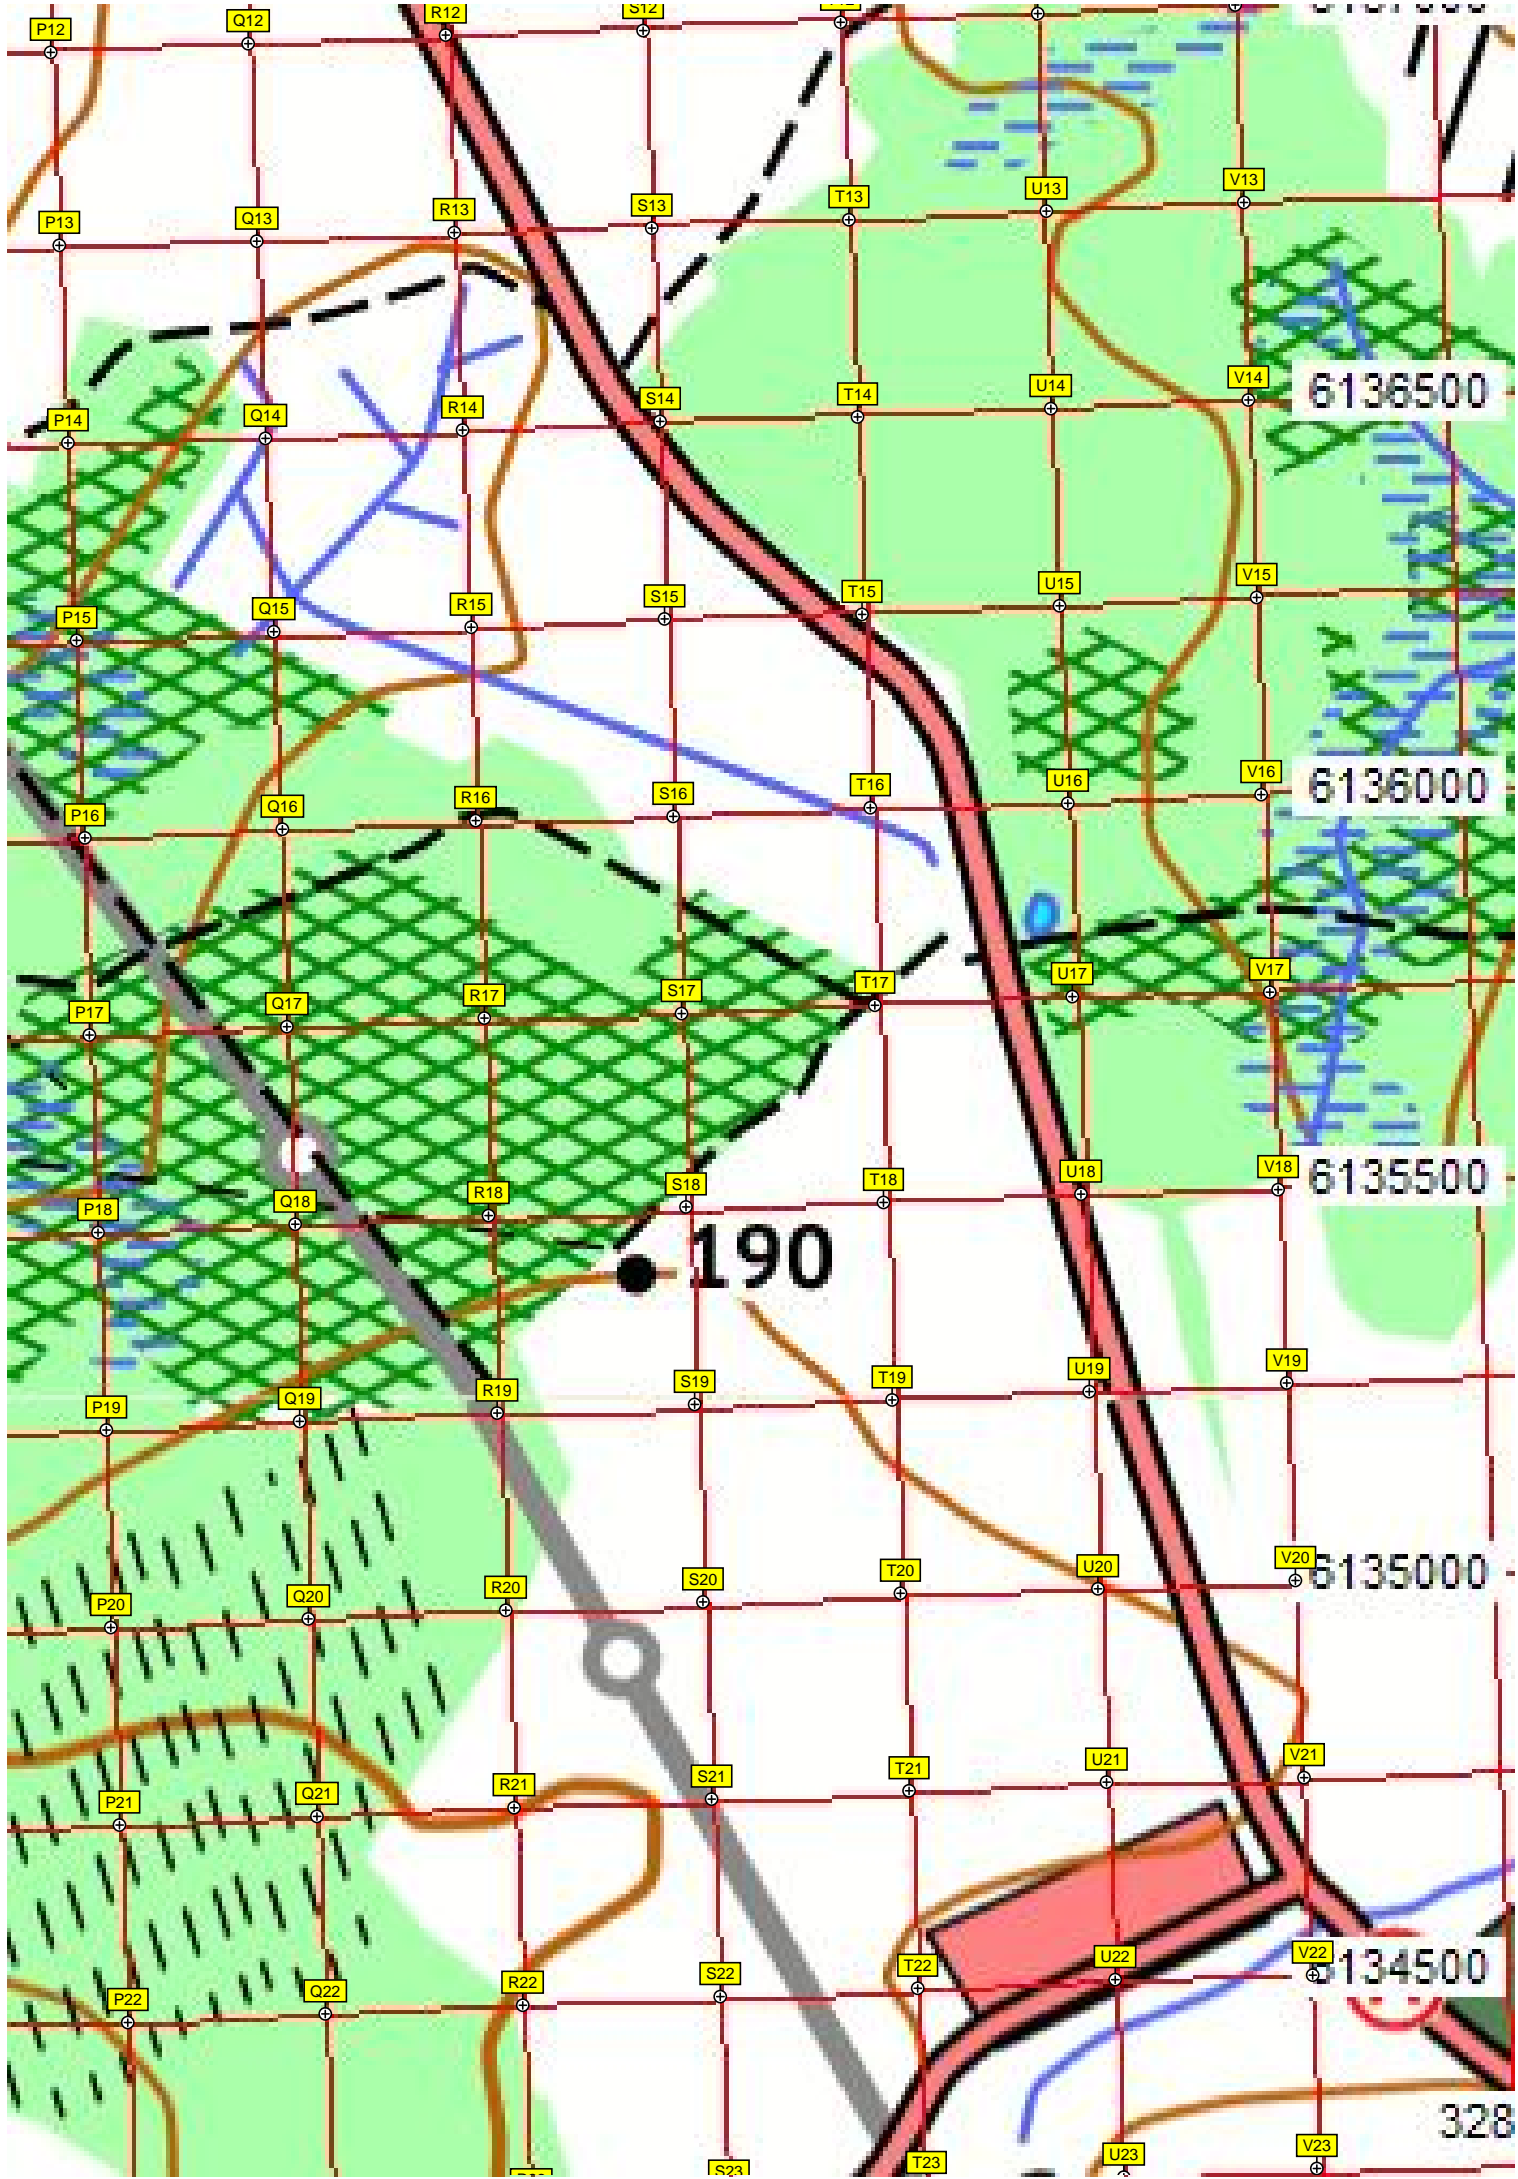 P12 Q12 R12 S12
P13 Q13 R13 S13 T13 U13 V13
P14 Q14 R14 S14 T14 U14 V14
6136500
P15 Q15 R15 S15 T15 U15 V15
P16 Q16 R16 S16 T16 U16 V16
6136000
P17 Q17 R17 S17 T17 U17 V17
P18 Q18 R18 S18 T18 U18 V18
6135500
190
P19 Q19 R19 S19 T19 U19 V19
P20 Q20 R20 S20 T20 U20 V20
6135000
P21 Q21 R21 S21 T21 U21 V21
P22 Q22 R22 S22 T22 U22 V22
6134500
328
S23 T23 U23 V23